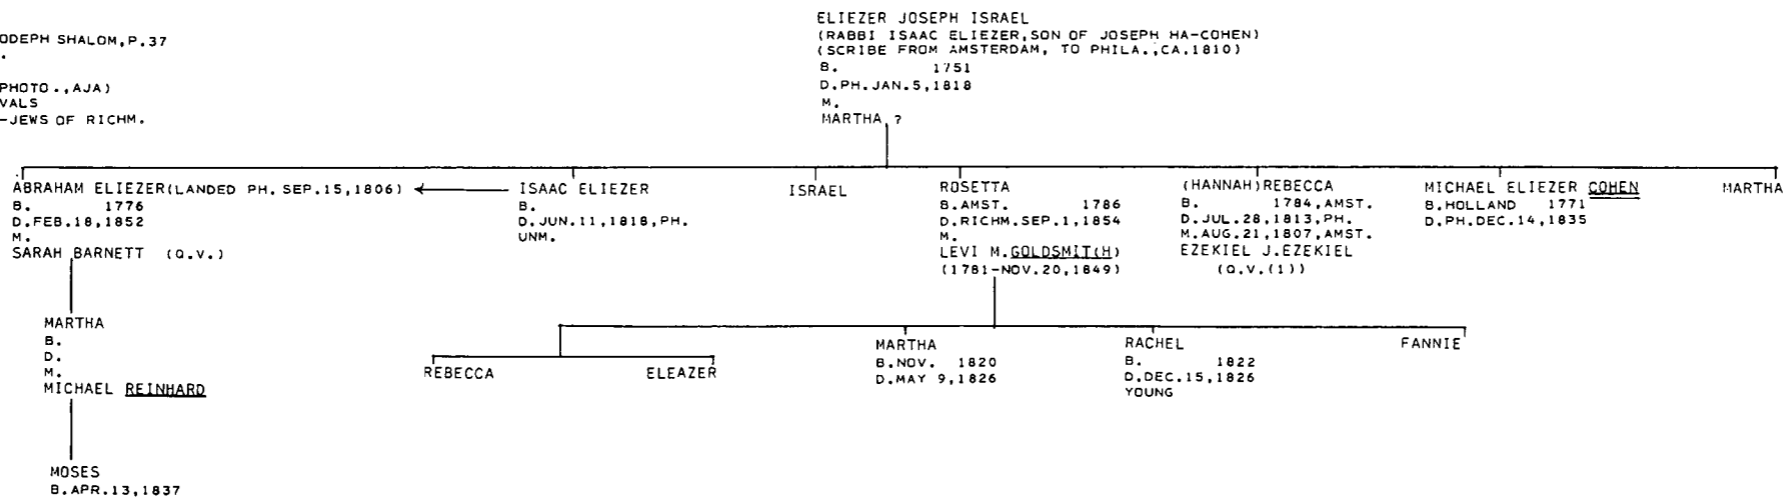 ODEPH SHALOM,P.37
.
PHOTO.,AJA)
VALS
-JEWS OF RICHM.
ELIEZER JOSEPH ISRAEL
(RABBI ISAAC ELIEZER,SON OF JOSEPH HA-COHEN)
(SCRIBE FROM AMSTERDAM, TO PHILA.,CA.1810)
B. 1751
D.PH.JAN.5,1818
M.
MARTHA ?
ABRAHAM ELIEZER(LANDED PH. SEP.15,1806)
B. 1776
D.FEB.18,1852
M.
SARAH BARNETT (Q.V.)
ISAAC ELIEZER
B.
D.JUN.11,1818,PH.
UNM.
ISRAEL
ROSETTA
B.AMST. 1786
D.RICHM.SEP.1,1854
M.
LEVI M.GOLDSMIT(H)
(1781-NOV.20,1849)
(HANNAH)REBECCA
B. 1784,AMST.
D.JUL.28,1813,PH.
M.AUG.21,1807,AMST.
EZEKIEL J.EZEKIEL
(Q.V.(1))
MICHAEL ELIEZER COHEN
B.HOLLAND 1771
D.PH.DEC.14,1835
MARTHA
MARTHA
B.
D.
M.
MICHAEL REINHARD
REBECCA
ELEAZER
MARTHA
B.NOV. 1820
D.MAY 9,1826
RACHEL
B. 1822
D.DEC.15,1826
YOUNG
FANNIE
MOSES
B.APR.13,1837